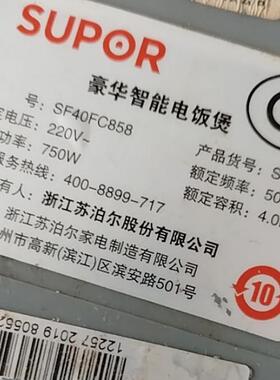 SUPOR
豪华智能电饭煲
号: SF40FC858 产品货号: S
定电压: 220V~ 额定频率: 50
功率: 750W 额定容积: 4.0
服务热线: 400-8899-717
有人: 浙江苏泊尔股份有限公司
浙江苏泊尔家电制造有限公司
州市高新(滨江)区滨安路501号
10
12257 2019 8055